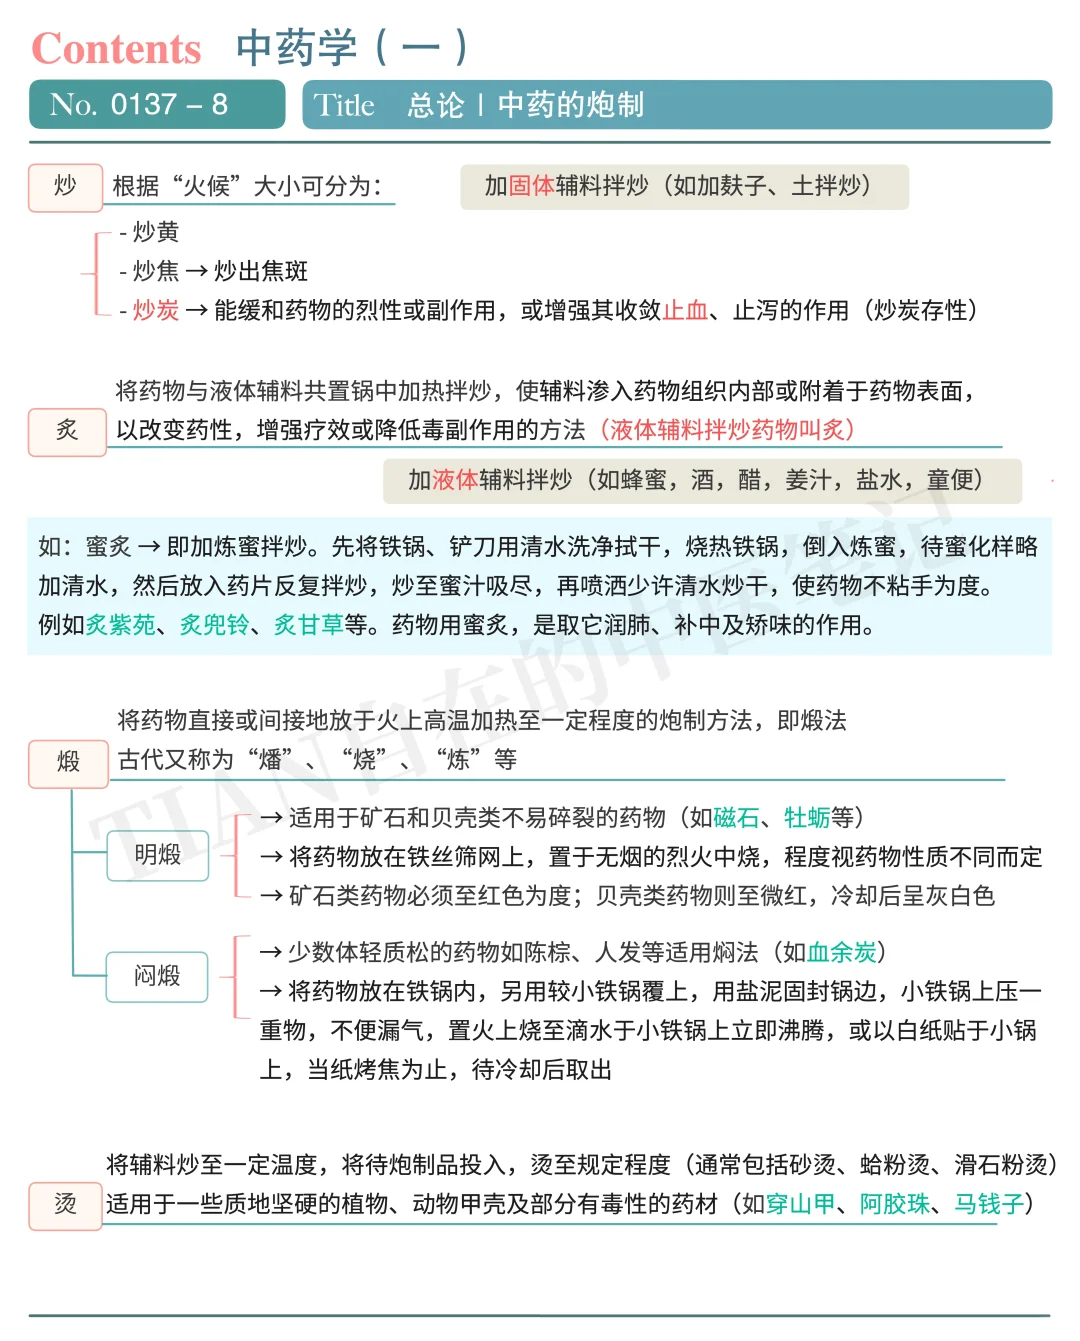 Contents 中药学（一）
No. 0137 – 8
Title 总论 | 中药的炮制
炒 根据“火候”大小可分为：
加固体辅料拌炒（如加麸子、土拌炒）
- 炒黄
- 炒焦 → 炒出焦斑
- 炒炭 → 能缓和药物的烈性或副作用，或增强其收敛止血、止泻的作用（炒炭存性）
炙
将药物与液体辅料共置锅中加热拌炒，使辅料渗入药物组织内部或附着于药物表面，
以改变药性，增强疗效或降低毒副作用的方法（液体辅料拌炒药物叫炙）
加液体辅料拌炒（如蜂蜜，酒，醋，姜汁，盐水，童便）
如：蜜炙 → 即加炼蜜拌炒。先将铁锅、铲刀用清水洗净拭干，烧热铁锅，倒入炼蜜，待蜜化样略
加清水，然后放入药片反复拌炒，炒至蜜汁吸尽，再喷洒少许清水炒干，使药物不粘手为度。
例如炙紫苑、炙兜铃、炙甘草等。药物用蜜炙，是取它润肺、补中及矫味的作用。
煅
将药物直接或间接地放于火上高温加热至一定程度的炮制方法，即煅法
古代又称为“燔”、“烧”、“炼”等
明煅
→ 适用于矿石和贝壳类不易碎裂的药物（如磁石、牡蛎等）
→ 将药物放在铁丝筛网上，置于无烟的烈火中烧，程度视药物性质不同而定
→ 矿石类药物必须至红色为度；贝壳类药物则至微红，冷却后呈灰白色
闷煅
→ 少数体轻质松的药物如陈棕、人发等适用焖法（如血余炭）
→ 将药物放在铁锅内，另用较小铁锅覆上，用盐泥固封锅边，小铁锅上压一
重物，不便漏气，置火上烧至滴水于小铁锅上立即沸腾，或以白纸贴于小锅
上，当纸烤焦为止，待冷却后取出
烫
将辅料炒至一定温度，将待炮制品投入，烫至规定程度（通常包括砂烫、蛤粉烫、滑石粉烫）
适用于一些质地坚硬的植物、动物甲壳及部分有毒性的药材（如穿山甲、阿胶珠、马钱子）
TIAN自在的中医笔记